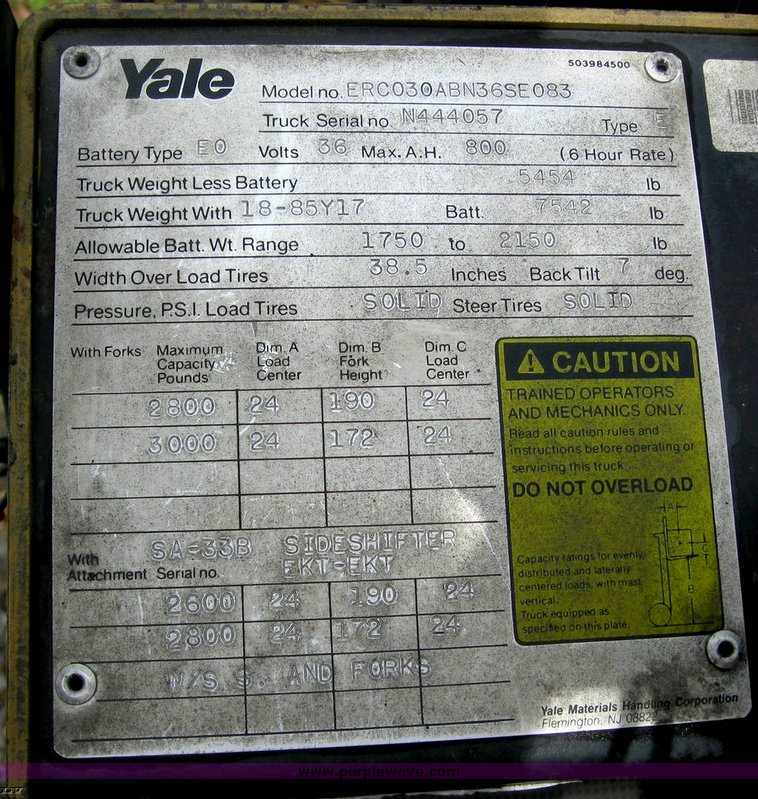 503984500
Yale Model no. ERC030ABN36SE083
Truck Serial no. N444057 Type E
Battery Type E0 Volts 36 Max. A.H. 800 (6 Hour Rate)
Truck Weight Less Battery 5454 lb
Truck Weight With 18-85Y17 Batt. 7542 lb
Allowable Batt. Wt. Range 1750 to 2150 lb
Width Over Load Tires 38.5 Inches Back Tilt 7 deg.
Pressure, P.S.I. Load Tires SOLID Steer Tires SOLID
With Forks Maximum Capacity Pounds Dim. A Load Center Dim. B Fork Height Dim. C Load Center
2800 24 190 24
3000 24 172 24
With Attachment SA-33B SIDESHIFTER
Serial no. FKT-EKT
2600 24 190 24
2800 24 172 24
W/S.S. AND FORKS
CAUTION
TRAINED OPERATORS
AND MECHANICS ONLY.
Read all caution rules and
instructions before operating or
servicing this truck
DO NOT OVERLOAD
Capacity ratings for evenly
distributed and laterally
centered loads, with mast
vertical.
Truck equipped as
specified on this plate.
A
C
B
Yale Materials Handling Corporation
Flemington, NJ 08822
www.purplewave.com